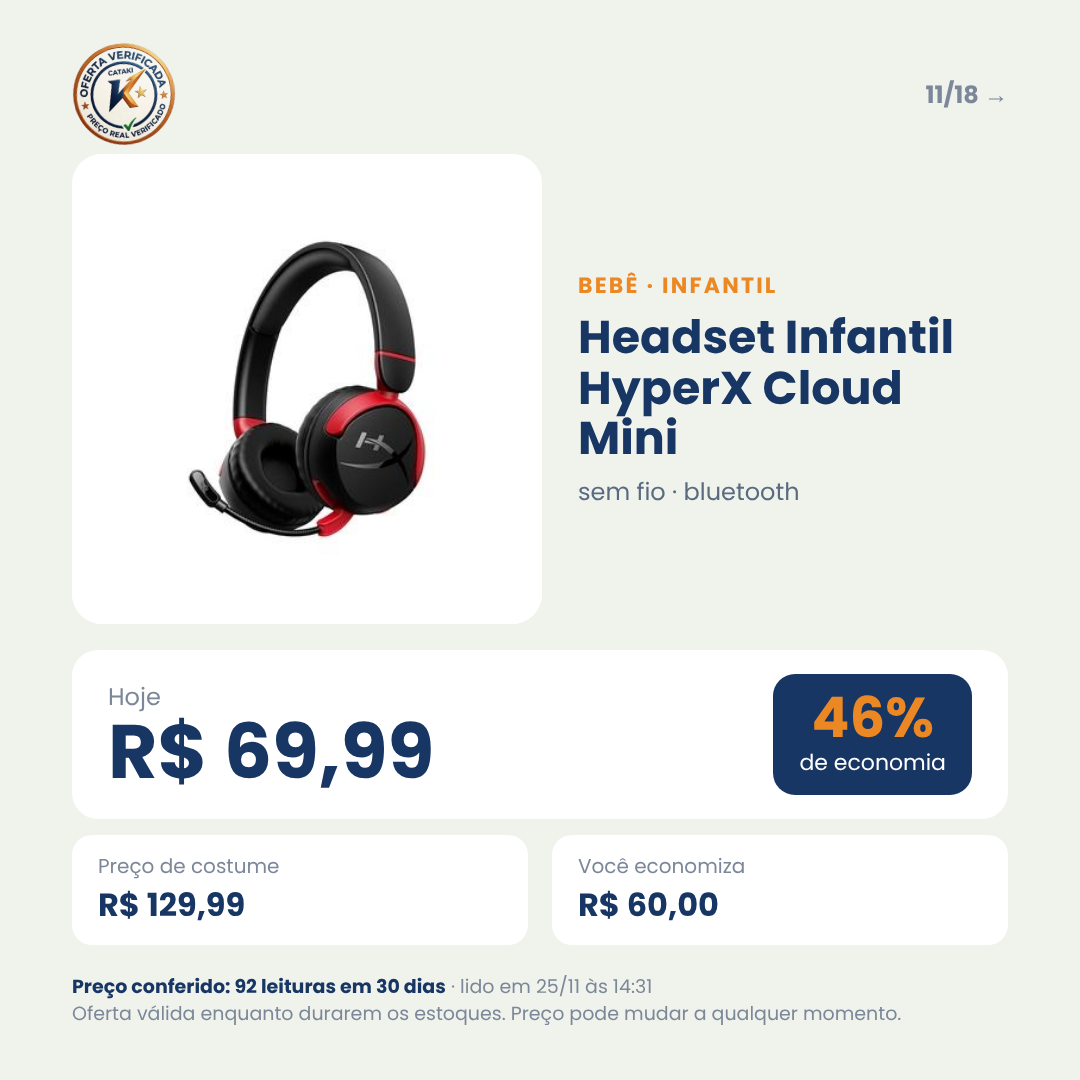 OFERTA VERIFICADA
CATAKI
K
PREÇO REAL VERIFICADO
11/18 →
BEBÊ · INFANTIL
Headset Infantil
HyperX Cloud
Mini
sem fio · bluetooth
Hoje
R$ 69,99
46%
de economia
Preço de costume
R$ 129,99
Você economiza
R$ 60,00
Preço conferido: 92 leituras em 30 dias · lido em 25/11 às 14:31
Oferta válida enquanto durarem os estoques. Preço pode mudar a qualquer momento.